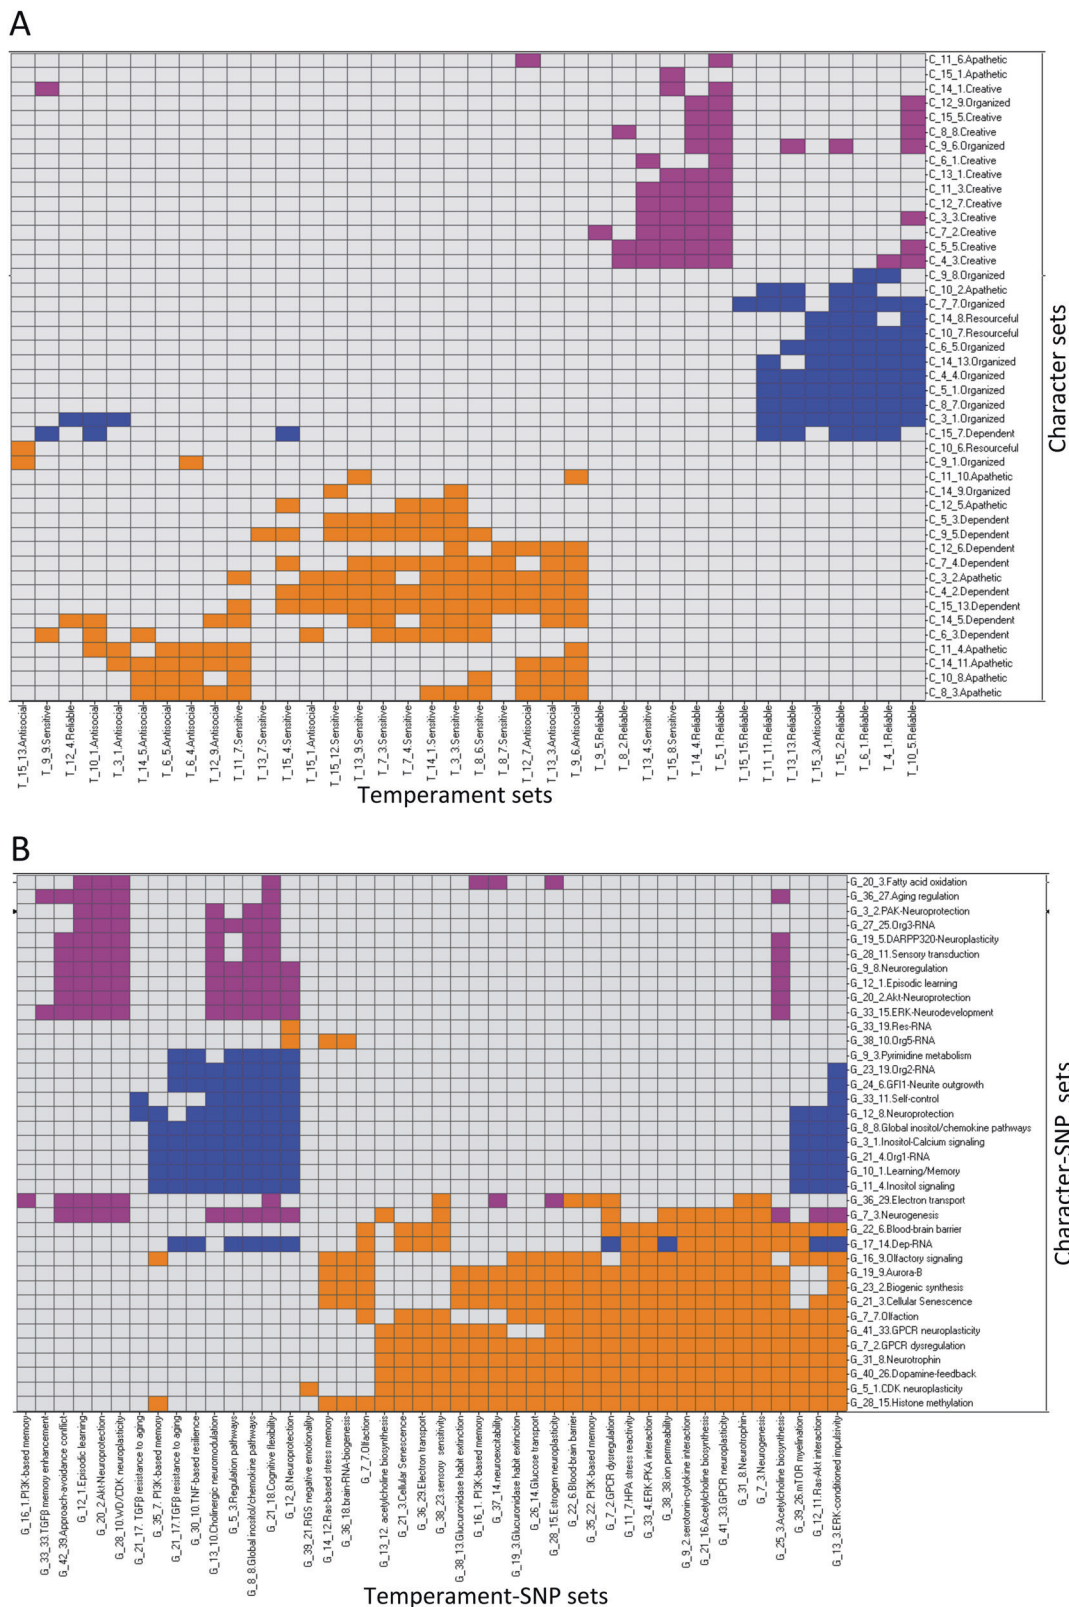 A
C_11_6.Apathetic
C_15_1.Apathetic
C_14_1.Creative
C_12_9.Organized
C_15_5.Creative
C_8_8.Creative
C_9_6.Organized
C_6_1.Creative
C_13_1.Creative
C_11_3.Creative
C_12_7.Creative
C_3_3.Creative
C_7_2.Creative
C_5_5.Creative
C_4_3.Creative
C_9_8.Organized
C_10_2.Apathetic
C_7_7.Organized
C_14_8.Resourceful
C_10_7.Resourceful
C_6_5.Organized
C_14_13.Organized
C_4_4.Organized
C_5_1.Organized
C_8_7.Organized
C_3_1.Organized
C_15_7.Dependent
C_10_6.Resourceful
C_9_1.Organized
C_11_10.Apathetic
C_14_9.Organized
C_12_5.Apathetic
C_5_3.Dependent
C_9_5.Dependent
C_12_6.Dependent
C_7_4.Dependent
C_3_2.Apathetic
C_4_2.Dependent
C_15_13.Dependent
C_14_5.Dependent
C_6_3.Dependent
C_11_4.Apathetic
C_14_11.Apathetic
C_10_8.Apathetic
C_8_3.Apathetic
Character sets
T_15_13.Antisocial
T_9_9.Sensitive
T_12_4.Reliable
T_10_1.Antisocial
T_3_1.Antisocial
T_14_5.Antisocial
T_6_5.Antisocial
T_6_4.Antisocial
T_12_9.Antisocial
T_11_7.Sensitive
T_13_7.Sensitive
T_15_4.Sensitive
T_15_1.Antisocial
T_15_12.Sensitive
T_13_9.Sensitive
T_7_3.Sensitive
T_7_4.Sensitive
T_14_1.Sensitive
T_3_3.Sensitive
T_8_6.Sensitive
T_8_7.Sensitive
T_12_7.Antisocial
T_13_3.Antisocial
T_9_6.Antisocial
T_9_5.Reliable
T_8_2.Reliable
T_13_4.Sensitive
T_15_8.Sensitive
T_14_4.Reliable
T_5_1.Reliable
T_15_15.Reliable
T_11_11.Reliable
T_13_13.Reliable
T_15_3.Antisocial
T_15_2.Reliable
T_6_1.Reliable
T_4_1.Reliable
T_10_5.Reliable
Temperament sets
B
G_20_3.Fatty acid oxidation
G_36_27.Aging regulation
G_3_2.PAK-Neuroprotection
G_27_25.Org3-RNA
G_19_5.DARPP320-Neuroplasticity
G_28_11.Sensory transduction
G_9_8.Neuroregulation
G_12_1.Episodic learning
G_20_2.Akt-Neuroprotection
G_33_15.ERK-Neurodevelopment
G_33_19.Res-RNA
G_38_10.Org5-RNA
G_9_3.Pyrimidine metabolism
G_23_19.Org2-RNA
G_24_6.GFI1-Neurite outgrowth
G_33_11.Self-control
G_12_8.Neuroprotection
G_8_8.Global inositol/chemokine pathways
G_3_1.Inositol-Calcium signaling
G_21_4.Org1-RNA
G_10_1.Learning/Memory
G_11_4.Inositol signaling
G_36_29.Electron transport
G_7_3.Neurogenesis
G_22_6.Blood-brain barrier
G_17_14.Dep-RNA
G_16_9.Olfactory signaling
G_19_9.Aurora-B
G_23_2.Biogenic synthesis
G_21_3.Cellular Senescence
G_7_7.Olfaction
G_41_33.GPCR neuroplasticity
G_7_2.GPCR dysregulation
G_31_8.Neurotrophin
G_40_26.Dopamine-feedback
G_5_1.CDK neuroplasticity
G_28_15.Histone methylation
Character-SNP sets
G_16_1.PI3K-based memory
G_33_33.TGFβ memory enhancement
G_42_39.Approach-avoidance conflict
G_12_1.Episodic learning
G_20_2.Akt-Neuroprotection
G_28_10.WD/CDK neuroplasticity
G_21_17. TGFβ resistance to aging
G_35_7. PI3K-based memory
G_21_17.TGFβ resistance to aging
G_30_10.TNF-based resilience
G_13_10.Cholinergic neuromodulation
G_5_3.Regulation pathways
G_8_8.Global inositol/chemokine pathways
G_21_18.Cognitive flexibility
G_12_8.Neuroprotection
G_39_21.RGS negative emotionality
G_14_12.Ras-based stress memory
G_36_18.brain-RNA-biogenesis
G_7_7.Olfaction
G_13_12. acetylcholine biosynthesis
G_21_3.Cellular Senescence
G_36_29.Electron transport
G_38_23.sensory sensitivity
G_38_13.Glucuronidase habit extinction
G_16_1. PI3K-based memory
G_37_14.neuroexcitability
G_19_3.Glucuronidase habit extinction
G_26_14.Glucose transport
G_28_15.Estrogen neuroplasticity
G_22_6.Blood-brain barrier
G_35_22. PI3K-based memory
G_7_2.GPCR dysregulation
G_11_7.HPA stress reactivity
G_33_4.ERK-PKA interaction
G_38_38.ion permeability
G_9_2.serotonin-cytokine interaction
G_21_16.Acetylcholine biosynthesis
G_41_33.GPCR neuroplasticity
G_31_8.Neurotrophin
G_7_3.Neurogenesis
G_25_3.Acetylcholine biosynthesis
G_39_26.mTOR myelination
G_12_11.Ras-Akt interaction
G_13_3.ERK-conditioned impulsivity
Temperament-SNP sets